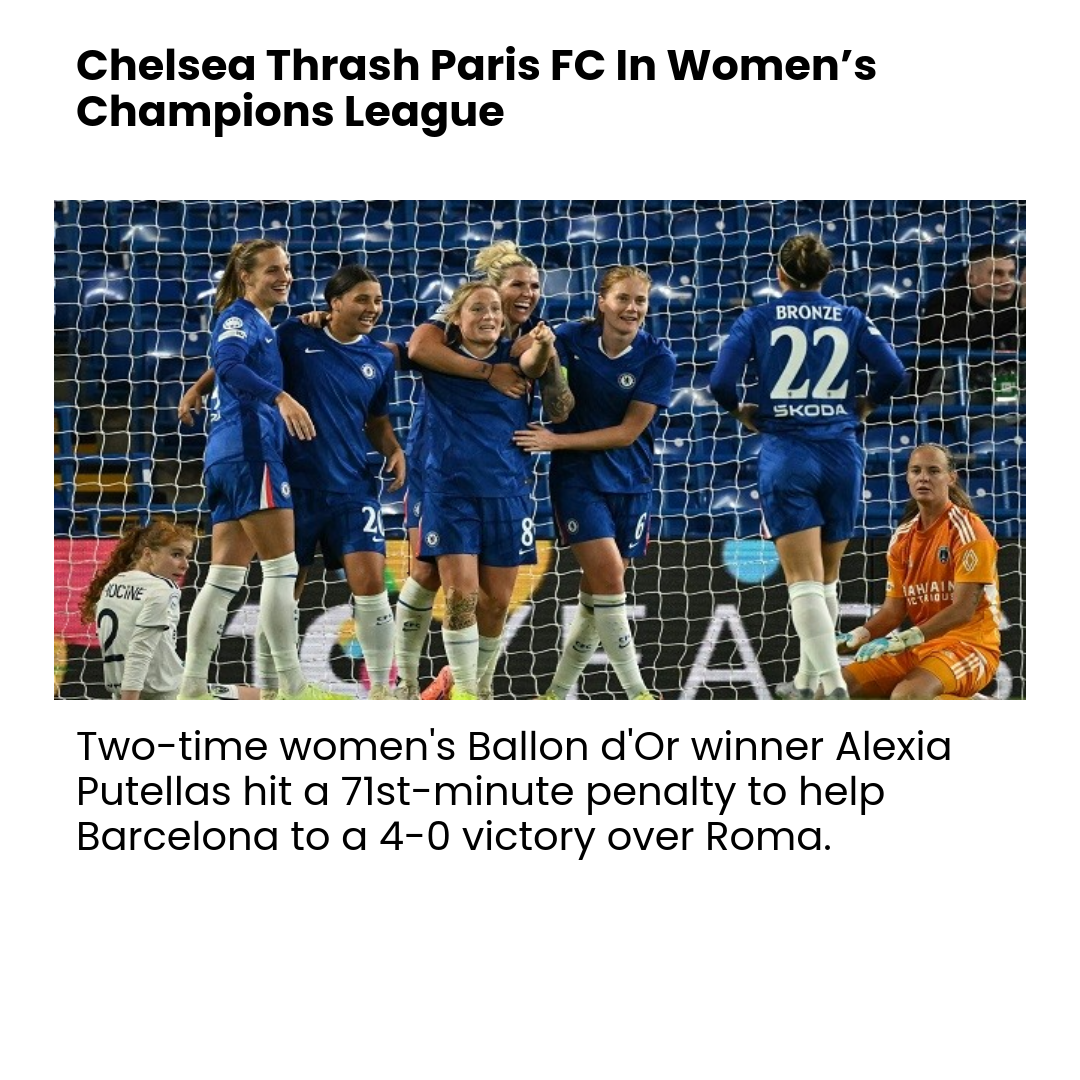 Chelsea Thrash Paris FC In Women’s
Champions League
BRONZE
22
ŠKODA
20
8
6
2
Two-time women's Ballon d'Or winner Alexia
Putellas hit a 71st-minute penalty to help
Barcelona to a 4-0 victory over Roma.